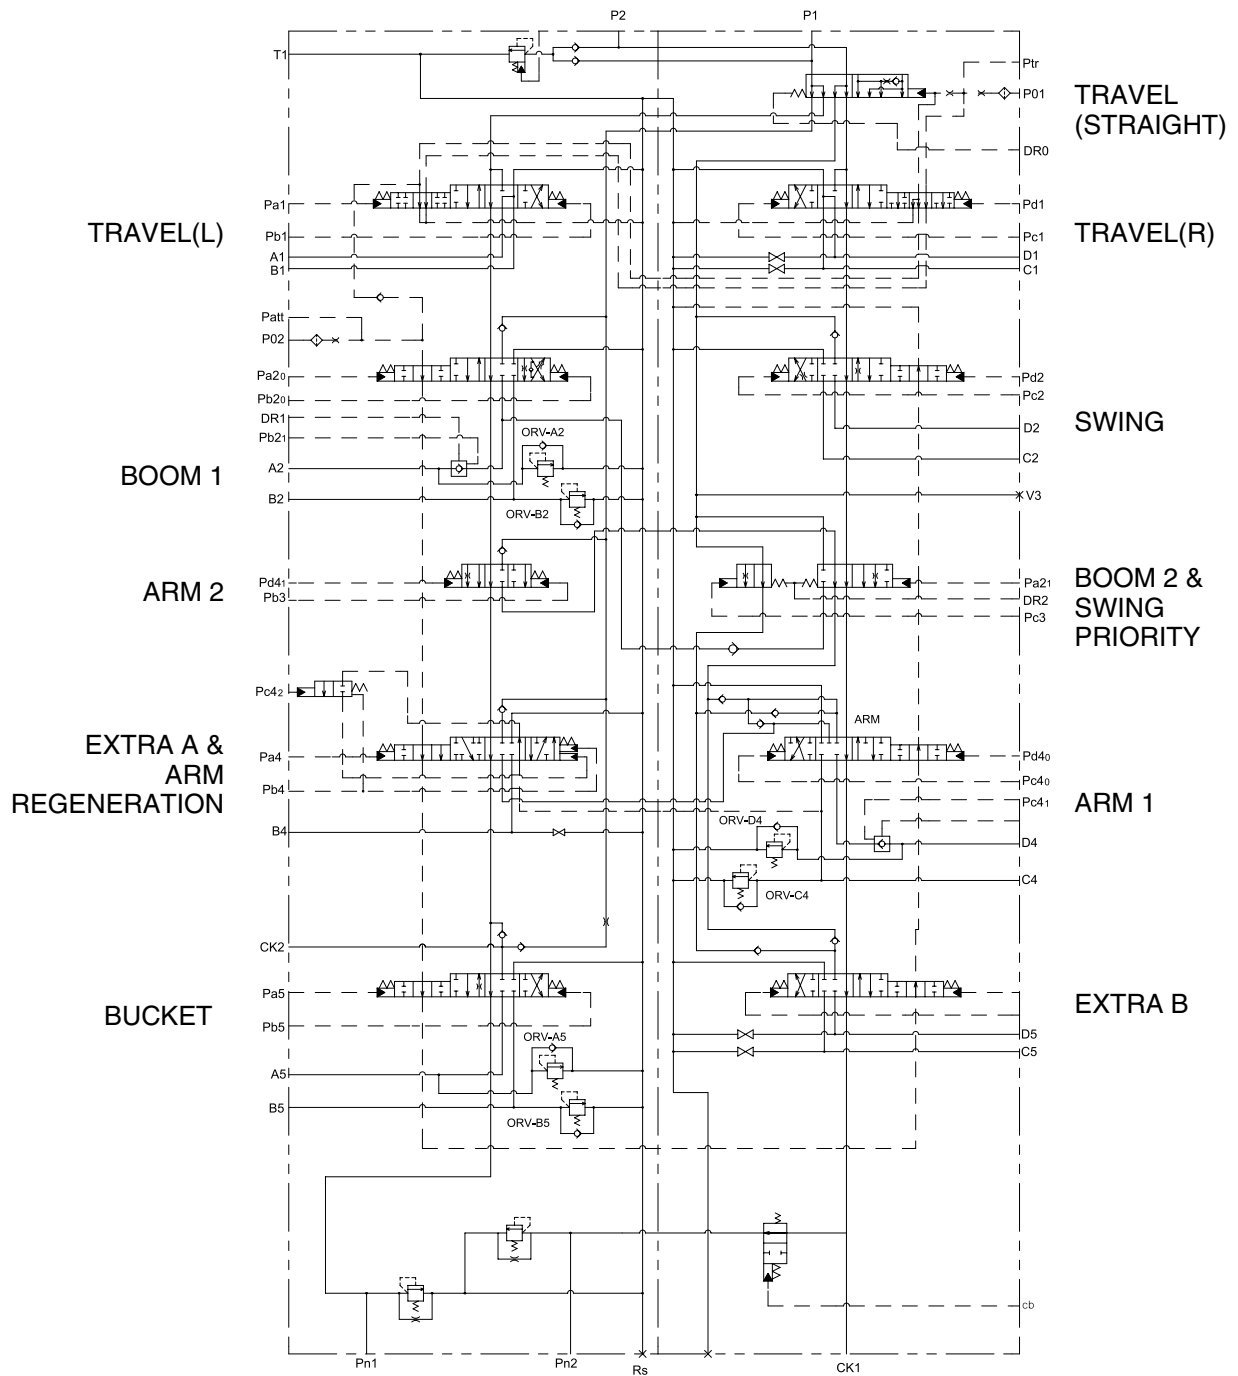 P2
P1
T1
Ptr
P01
TRAVEL
(STRAIGHT)
DR0
Pa1
Pd1
TRAVEL(L)
TRAVEL(R)
Pb1
Pc1
A1
D1
B1
C1
Patt
P02
Pa20
Pd2
Pb20
Pc2
DR1
SWING
ORV-A2
D2
Pb21
BOOM 1
A2
C2
B2
V3
ORV-B2
ARM 2
Pd41
Pa21
BOOM 2 &
SWING
PRIORITY
Pb3
DR2
Pc3
Pc42
ARM
EXTRA A &
ARM
REGENERATION
Pa4
Pd40
Pb4
Pc40
Pc41
ARM 1
ORV-D4
B4
D4
C4
ORV-C4
CK2
Pa5
BUCKET
EXTRA B
Pb5
D5
ORV-A5
C5
A5
B5
ORV-B5
cb
Pn1
Pn2
Rs
CK1